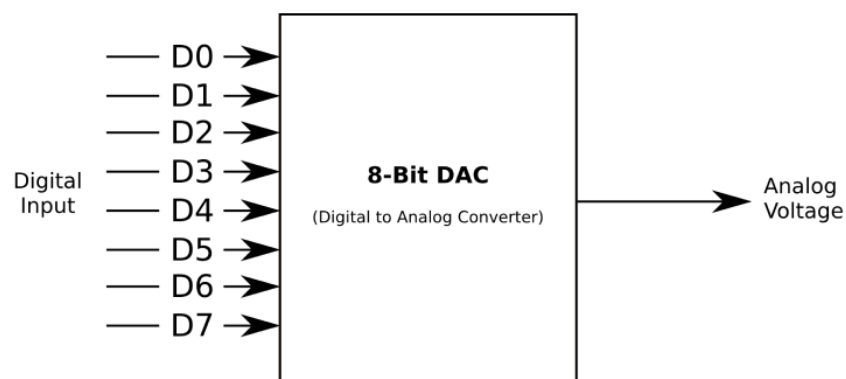 D0
D1
D2
D3
D4
D5
D6
D7
Digital
Input
8-Bit DAC
(Digital to Analog Converter)
Analog
Voltage